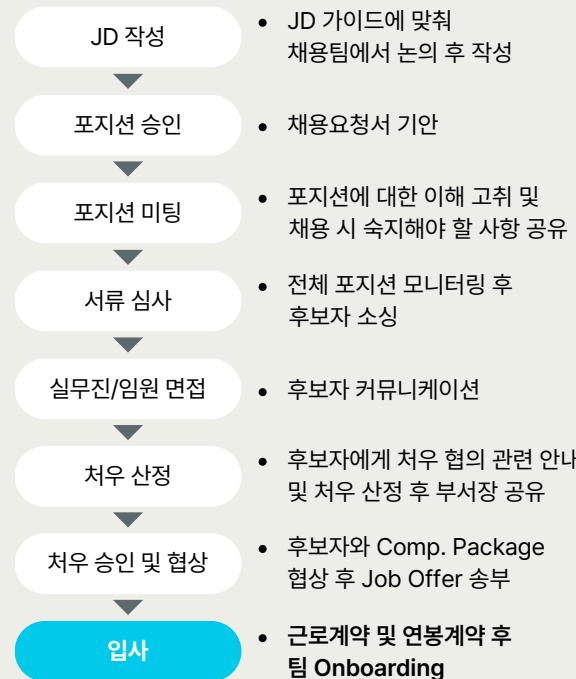 JD 작성
• JD 가이드에 맞춰
채용팀에서 논의 후 작성
포지션 승인
• 채용요청서 기안
포지션 미팅
• 포지션에 대한 이해 고취 및
채용 시 숙지해야 할 사항 공유
서류 심사
• 전체 포지션 모니터링 후
후보자 소싱
실무진/임원 면접
• 후보자 커뮤니케이션
처우 산정
• 후보자에게 처우 협의 관련 안내
및 처우 산정 후 부서장 공유
처우 승인 및 협상
• 후보자와 Comp. Package
협상 후 Job Offer 송부
입사
• 근로계약 및 연봉계약 후
팀 Onboarding